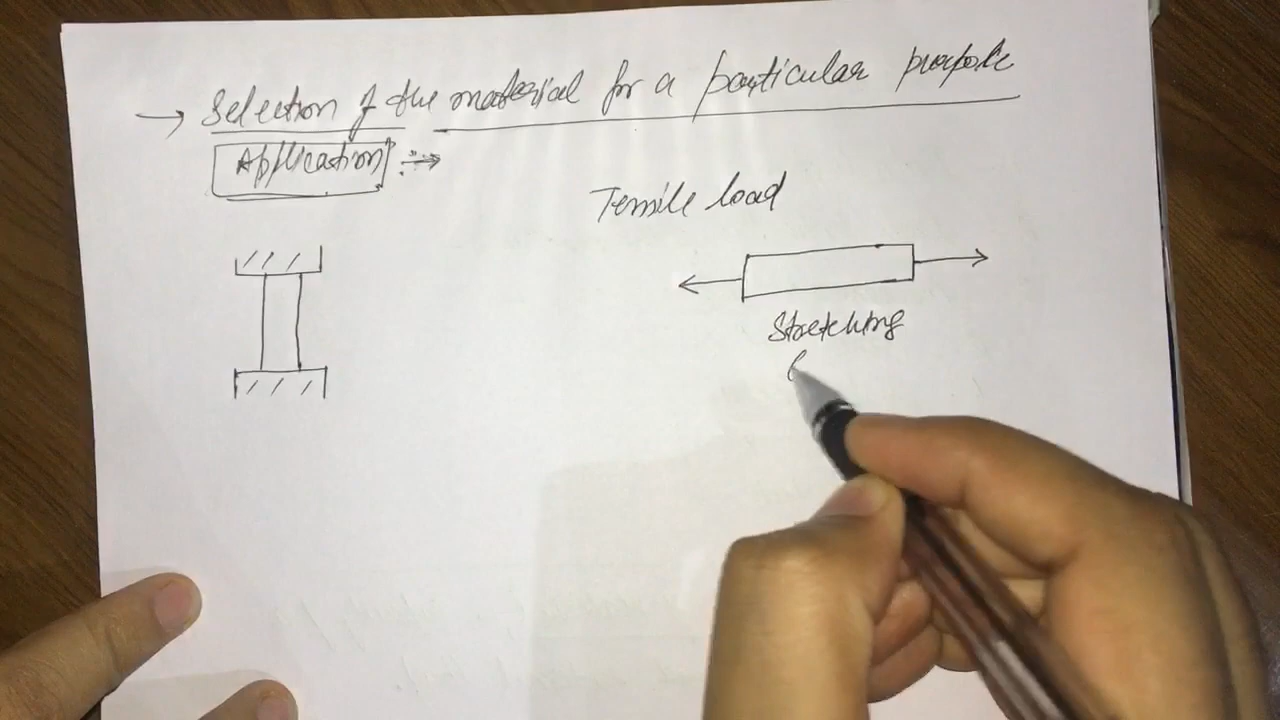 → Selection of the material for a particular purpose
Application :→
Tensile load
Stretching
(